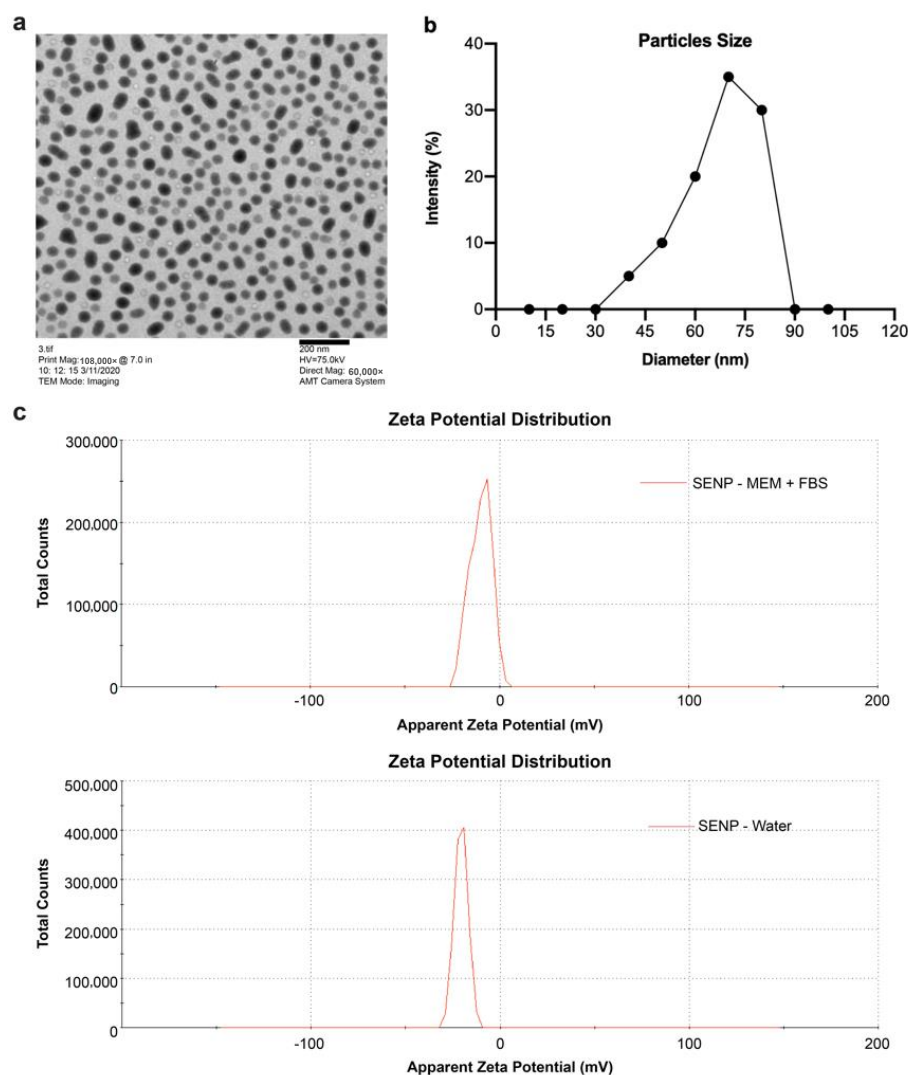 a
3.tif
Print Mag: 108,000× @ 7.0 in
10: 12: 15 3/11/2020
TEM Mode: Imaging
200 nm
HV=75.0kV
Direct Mag: 60,000×
AMT Camera System
b
Particles Size
Intensity (%)
40
30
20
10
0
0 15 30 45 60 75 90 105 120
Diameter (nm)
c
Zeta Potential Distribution
Total Counts
300.000
200.000
100.000
0
SENP - MEM + FBS
-100 0 100 200
Apparent Zeta Potential (mV)
Zeta Potential Distribution
Total Counts
500.000
400.000
300.000
200.000
100.000
0
SENP - Water
-100 0 100 200
Apparent Zeta Potential (mV)